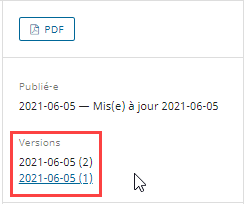 PDF
Publié-e
2021-06-05 — Mis(e) à jour 2021-06-05
Versions
2021-06-05 (2)
2021-06-05 (1)